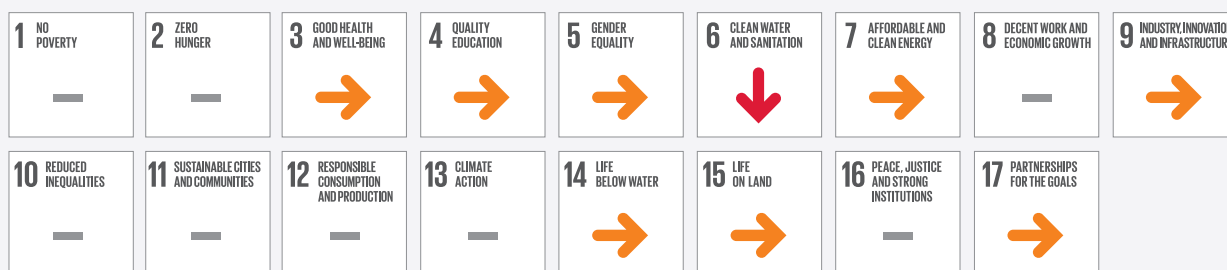 1 NO
POVERTY
2 ZERO
HUNGER
3 GOOD HEALTH
AND WELL-BEING
4 QUALITY
EDUCATION
5 GENDER
EQUALITY
6 CLEAN WATER
AND SANITATION
7 AFFORDABLE AND
CLEAN ENERGY
8 DECENT WORK AND
ECONOMIC GROWTH
9 INDUSTRY, INNOVATIO
AND INFRASTRUCTUR
10 REDUCED
INEQUALITIES
11 SUSTAINABLE CITIES
AND COMMUNITIES
12 RESPONSIBLE
CONSUMPTION
AND PRODUCTION
13 CLIMATE
ACTION
14 LIFE
BELOW WATER
15 LIFE
ON LAND
16 PEACE, JUSTICE
AND STRONG
INSTITUTIONS
17 PARTNERSHIPS
FOR THE GOALS